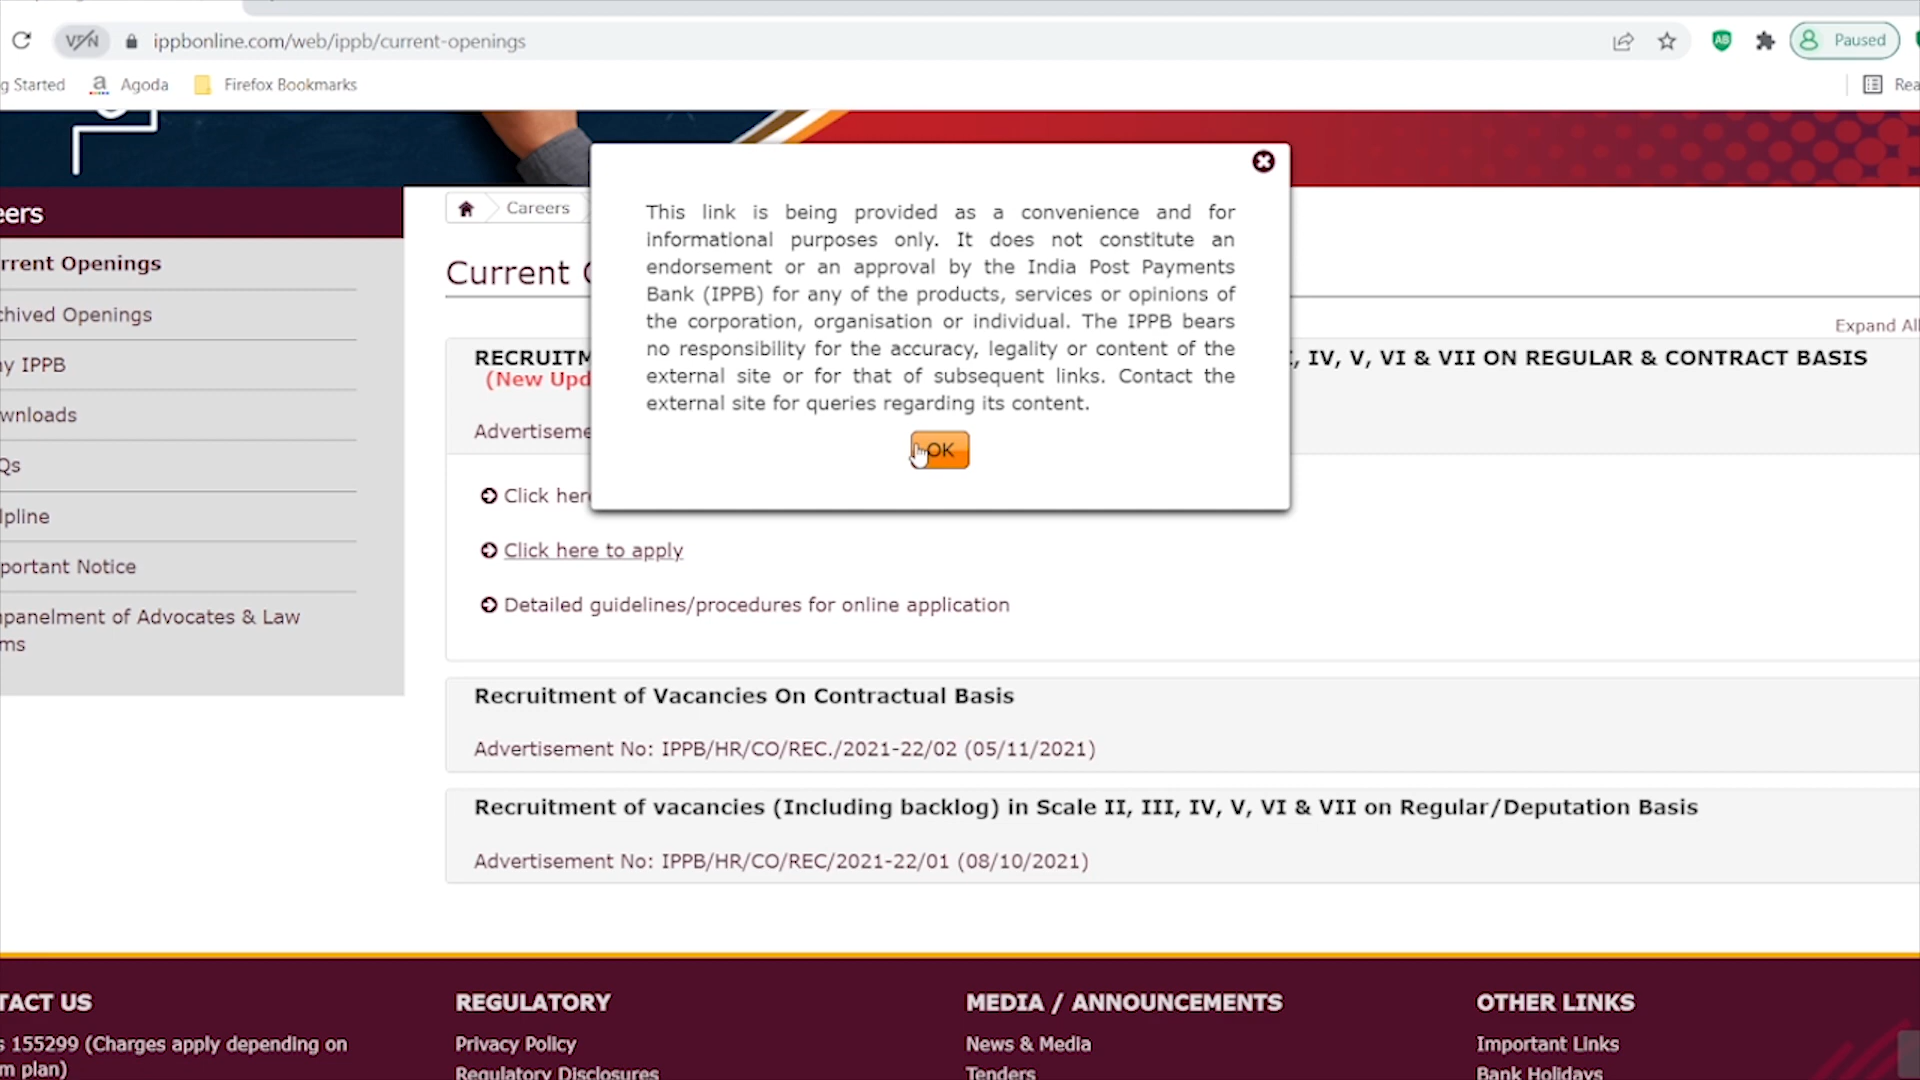 VPN
ippbonline.com/web/ippb/current-openings
Paused
g Started
Agoda
Firefox Bookmarks
Rea
eers
rrent Openings
chived Openings
y IPPB
wnloads
Qs
lpline
portant Notice
panelment of Advocates & Law
ms
Careers
Current
Expand All
This link is being provided as a convenience and for
informational purposes only. It does not constitute an
endorsement or an approval by the India Post Payments
Bank (IPPB) for any of the products, services or opinions of
the corporation, organisation or individual. The IPPB bears
no responsibility for the accuracy, legality or content of the
external site or for that of subsequent links. Contact the
external site for queries regarding its content.
OK
RECRUITM
, IV, V, VI & VII ON REGULAR & CONTRACT BASIS
(New Upd
Advertiseme
Click her
Click here to apply
Detailed guidelines/procedures for online application
Recruitment of Vacancies On Contractual Basis
Advertisement No: IPPB/HR/CO/REC./2021-22/02 (05/11/2021)
Recruitment of vacancies (Including backlog) in Scale II, III, IV, V, VI & VII on Regular/Deputation Basis
Advertisement No: IPPB/HR/CO/REC/2021-22/01 (08/10/2021)
TACT US
s 155299 (Charges apply depending on
m plan)
REGULATORY
Privacy Policy
Regulatory Disclosures
MEDIA / ANNOUNCEMENTS
News & Media
Tenders
OTHER LINKS
Important Links
Bank Holidays